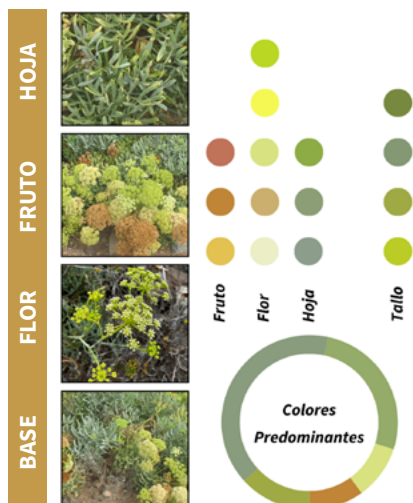 HOJA
FRUTO
FLOR
BASE
Fruto
Flor
Hoja
Tallo
Colores
Predominantes